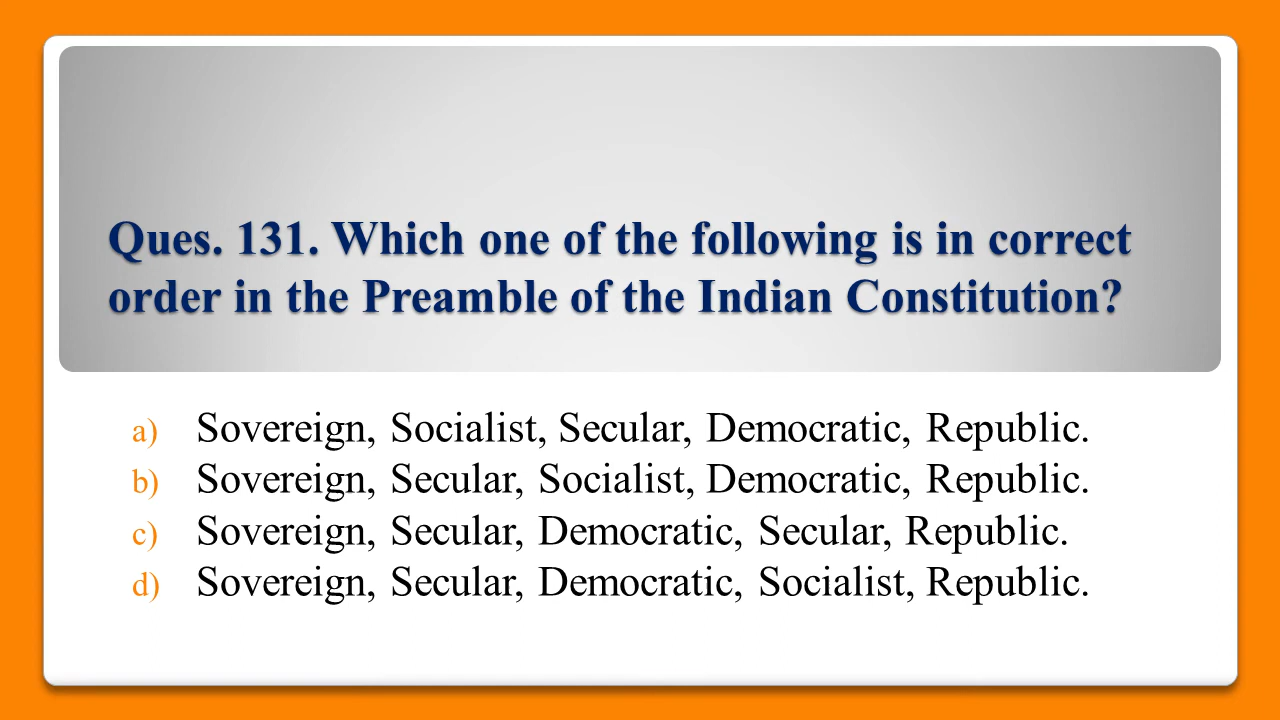 Ques. 131. Which one of the following is in correct
order in the Preamble of the Indian Constitution?
a) Sovereign, Socialist, Secular, Democratic, Republic.
b) Sovereign, Secular, Socialist, Democratic, Republic.
c) Sovereign, Secular, Democratic, Secular, Republic.
d) Sovereign, Secular, Democratic, Socialist, Republic.